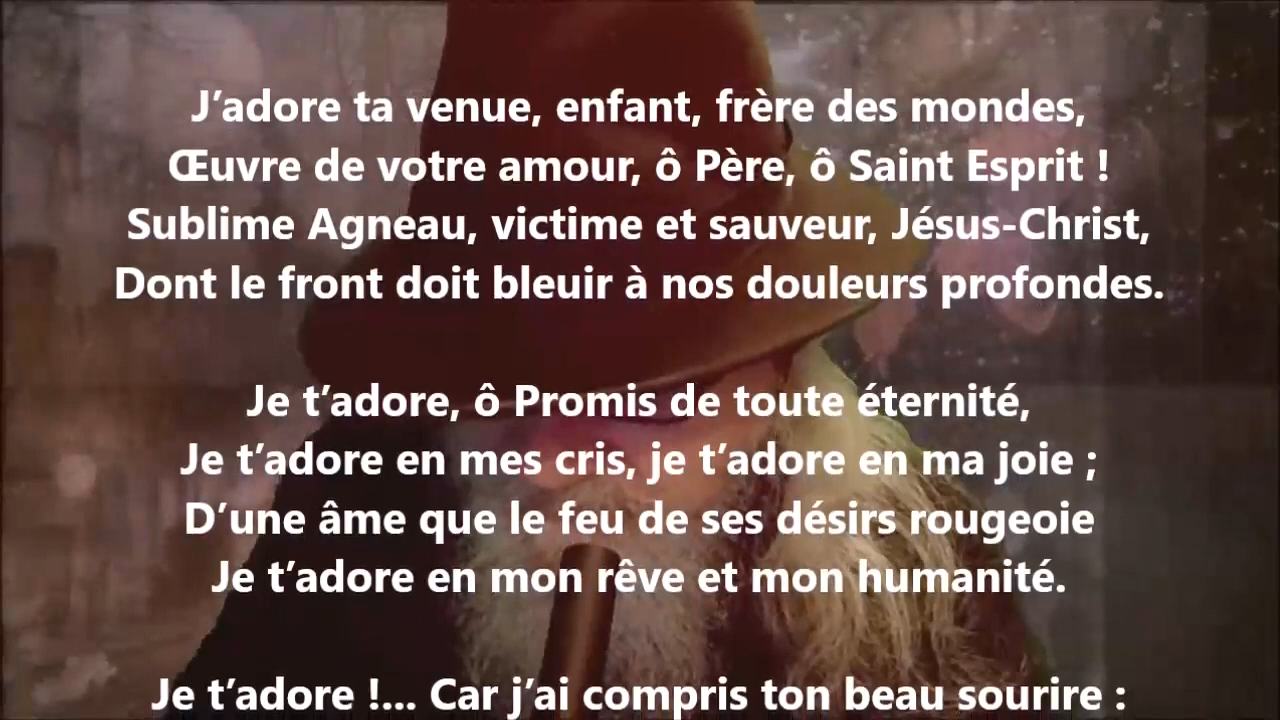 J’adore ta venue, enfant, frère des mondes,
Œuvre de votre amour, ô Père, ô Saint Esprit !
Sublime Agneau, victime et sauveur, Jésus-Christ,
Dont le front doit bleuir à nos douleurs profondes.
Je t’adore, ô Promis de toute éternité,
Je t’adore en mes cris, je t’adore en ma joie ;
D’une âme que le feu de ses désirs rougeoie
Je t’adore en mon rêve et mon humanité.
Je t’adore !... Car j’ai compris ton beau sourire :